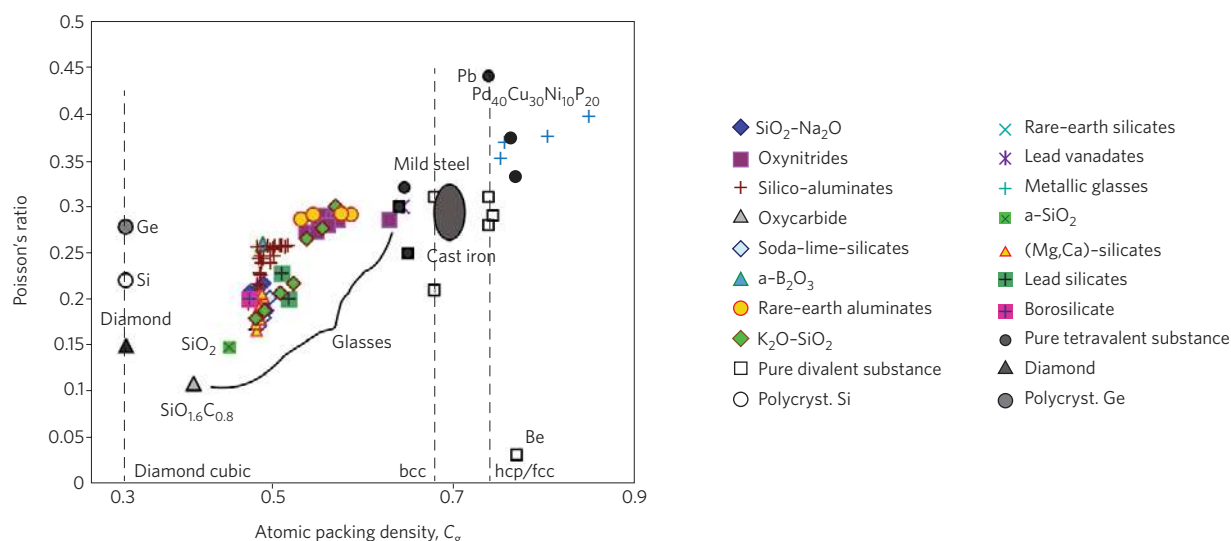 0.5
0.45
0.4
0.35
0.3
0.25
0.2
0.15
0.1
0.05
0
Poisson's ratio
Pb
Pd₄₀Cu₃₀Ni₁₀P₂₀
Mild steel
Ge
Cast iron
Si
Diamond
SiO₂
Glasses
SiO₁.₆C₀.₈
Be
Diamond cubic
bcc
hcp/fcc
0.3
0.5
0.7
0.9
Atomic packing density, C₉
SiO₂–Na₂O
Oxynitrides
Silico–aluminates
Oxycarbide
Soda–lime–silicates
a–B₂O₃
Rare–earth aluminates
K₂O–SiO₂
Pure divalent substance
Polycryst. Si
Rare–earth silicates
Lead vanadates
Metallic glasses
a–SiO₂
(Mg,Ca)–silicates
Lead silicates
Borosilicate
Pure tetravalent substance
Diamond
Polycryst. Ge